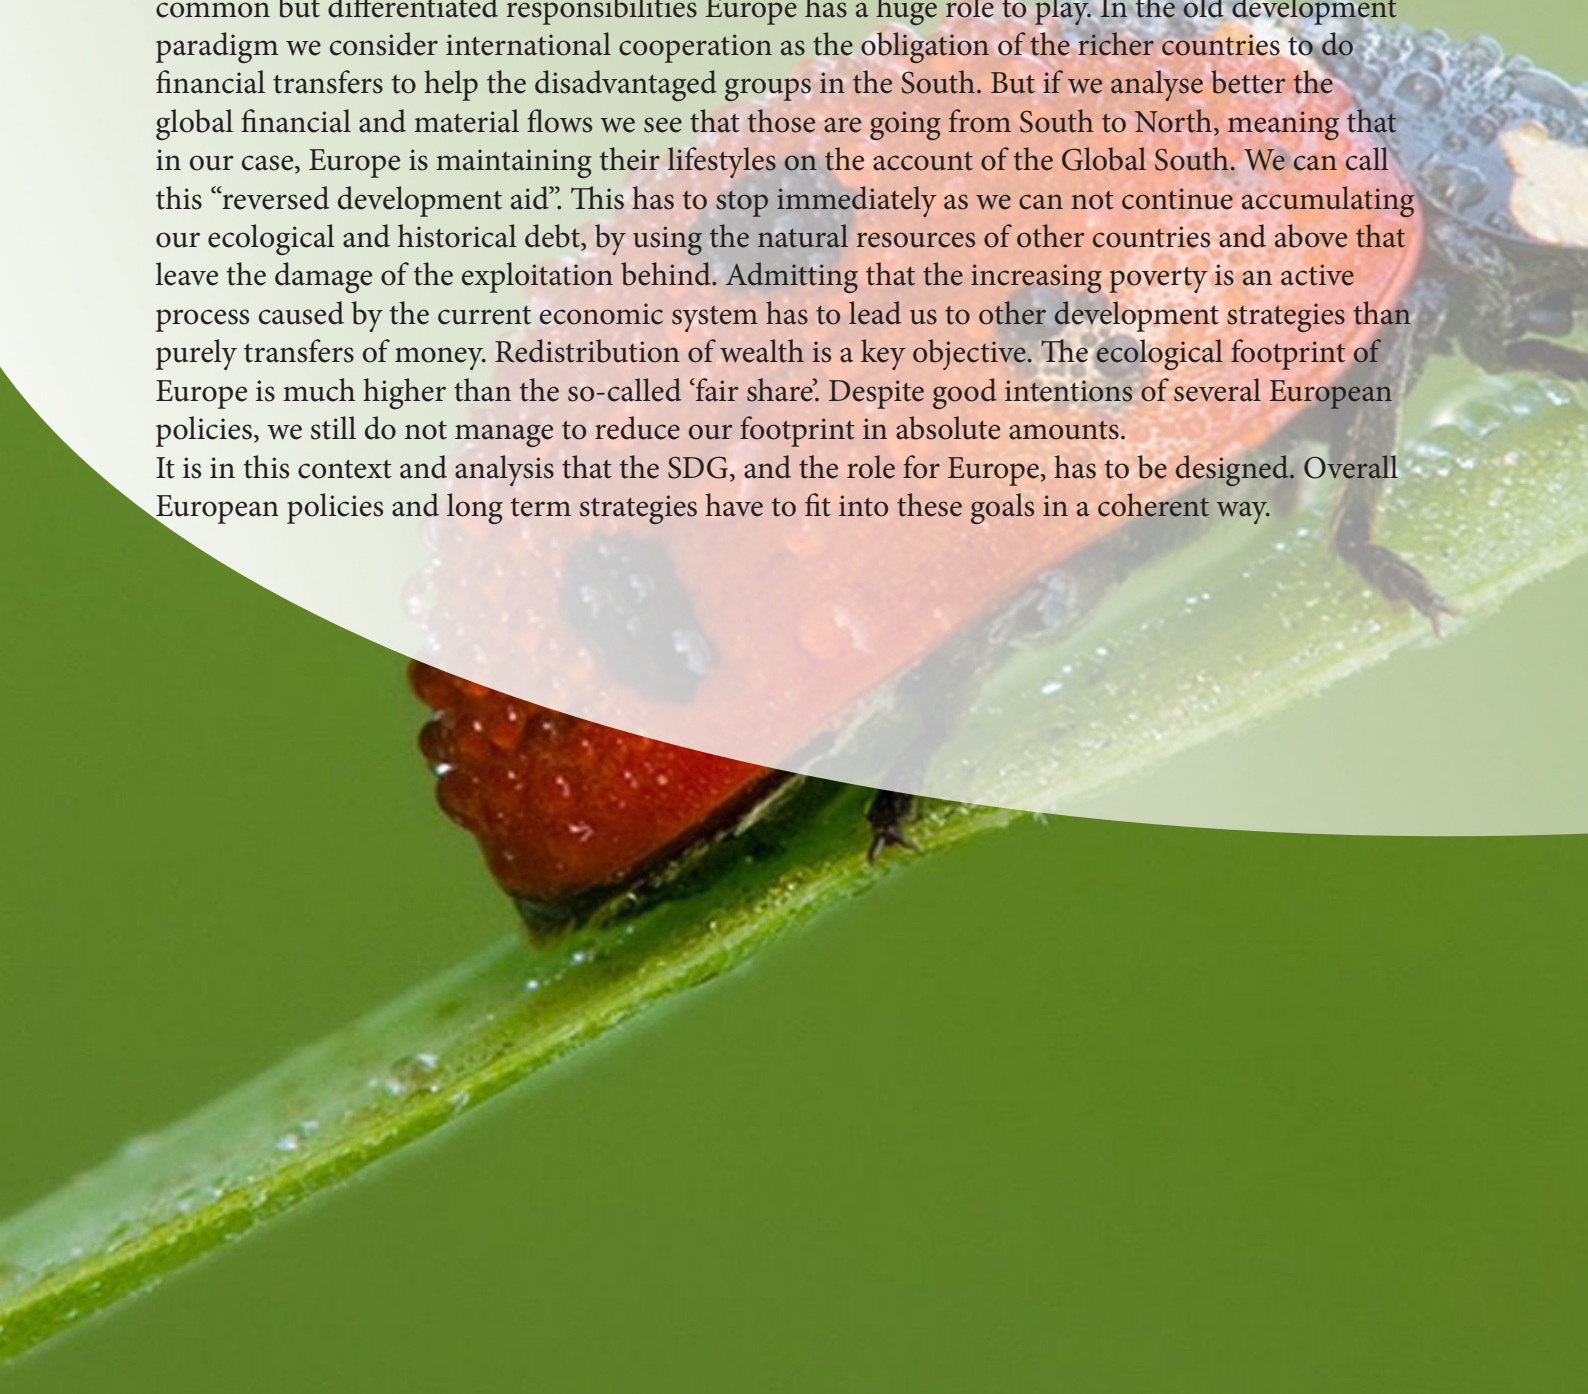 common but differentiated responsibilities Europe has a huge role to play. In the old development
paradigm we consider international cooperation as the obligation of the richer countries to do
financial transfers to help the disadvantaged groups in the South. But if we analyse better the
global financial and material flows we see that those are going from South to North, meaning that
in our case, Europe is maintaining their lifestyles on the account of the Global South. We can call
this “reversed development aid”. This has to stop immediately as we can not continue accumulating
our ecological and historical debt, by using the natural resources of other countries and above that
leave the damage of the exploitation behind. Admitting that the increasing poverty is an active
process caused by the current economic system has to lead us to other development strategies than
purely transfers of money. Redistribution of wealth is a key objective. The ecological footprint of
Europe is much higher than the so-called ‘fair share’. Despite good intentions of several European
policies, we still do not manage to reduce our footprint in absolute amounts.
It is in this context and analysis that the SDG, and the role for Europe, has to be designed. Overall
European policies and long term strategies have to fit into these goals in a coherent way.